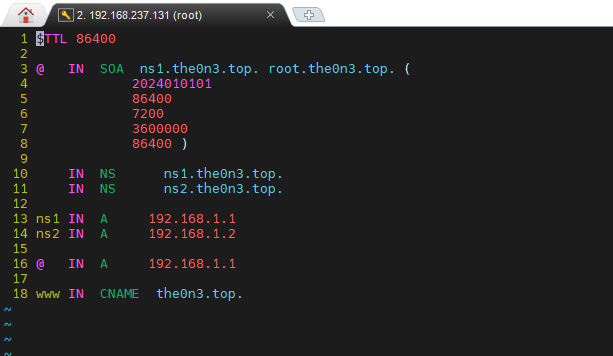 2. 192.168.237.131 (root)
1 $TTL 86400
2
3 @ IN SOA ns1.the0n3.top. root.the0n3.top. (
4 2024010101
5 86400
6 7200
7 3600000
8 86400 )
9
10 IN NS ns1.the0n3.top.
11 IN NS ns2.the0n3.top.
12
13 ns1 IN A 192.168.1.1
14 ns2 IN A 192.168.1.2
15
16 @ IN A 192.168.1.1
17
18 www IN CNAME the0n3.top.
~
~
~
~